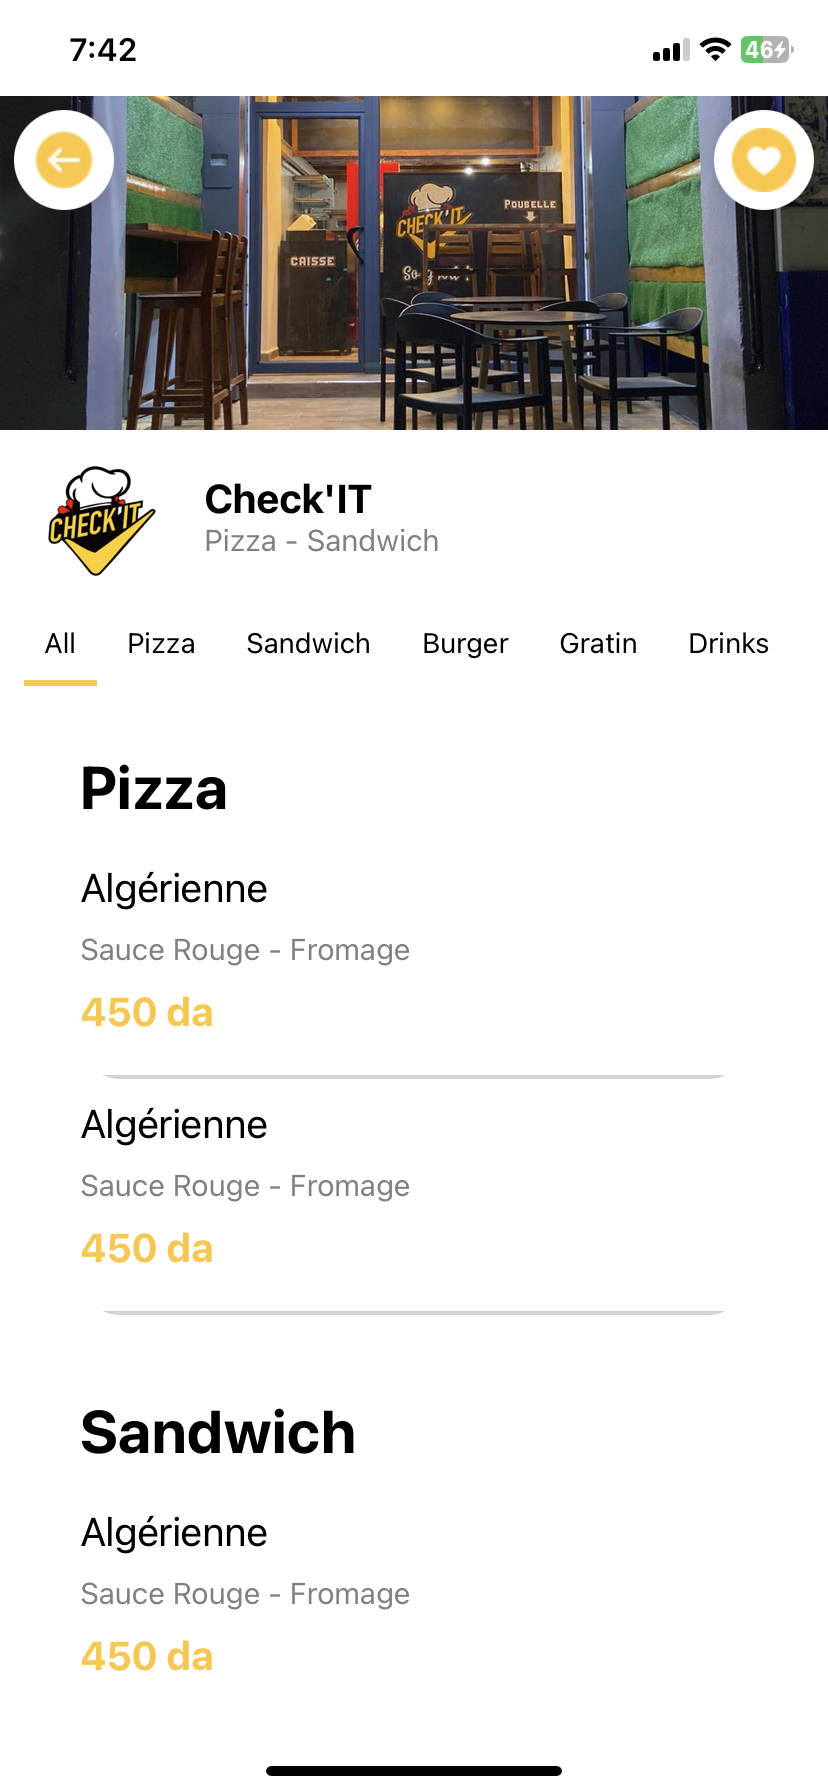 7:42
46
CAISSE
CHECK'IT
POUBELLE
CHECK'IT
Check'IT
Pizza - Sandwich
All Pizza Sandwich Burger Gratin Drinks
Pizza
Algérienne
Sauce Rouge - Fromage
450 da
Algérienne
Sauce Rouge - Fromage
450 da
Sandwich
Algérienne
Sauce Rouge - Fromage
450 da